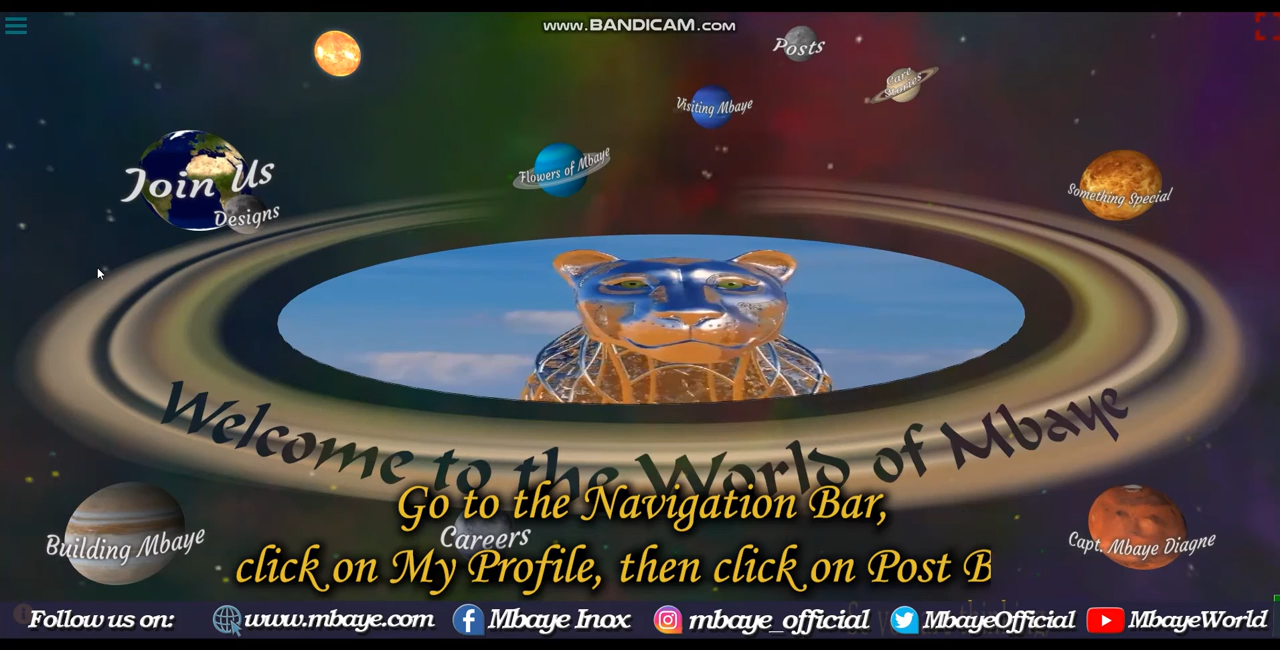 www.BANDICAM.com
Posts
Care
Stories
Visiting Mbaye
Flowers of Mbaye
Join Us
Designs
Something Special
Welcome to the World of Mbaye
Go to the Navigation Bar,
Careers
click on My Profile, then click on Post B
Building Mbaye
Capt. Mbaye Diagne
Follow us on: www.mbaye.com Mbaye Inox mbaye_official MbayeOfficial MbayeWorld